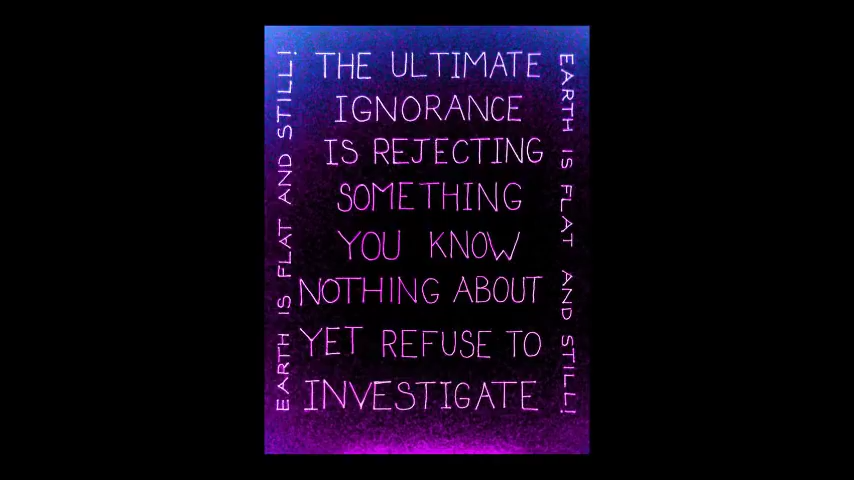 EARTH IS FLAT AND STILL!
THE ULTIMATE
IGNORANCE
IS REJECTING
SOMETHING
YOU KNOW
NOTHING ABOUT
YET REFUSE TO
INVESTIGATE
EARTH IS FLAT AND STILL!